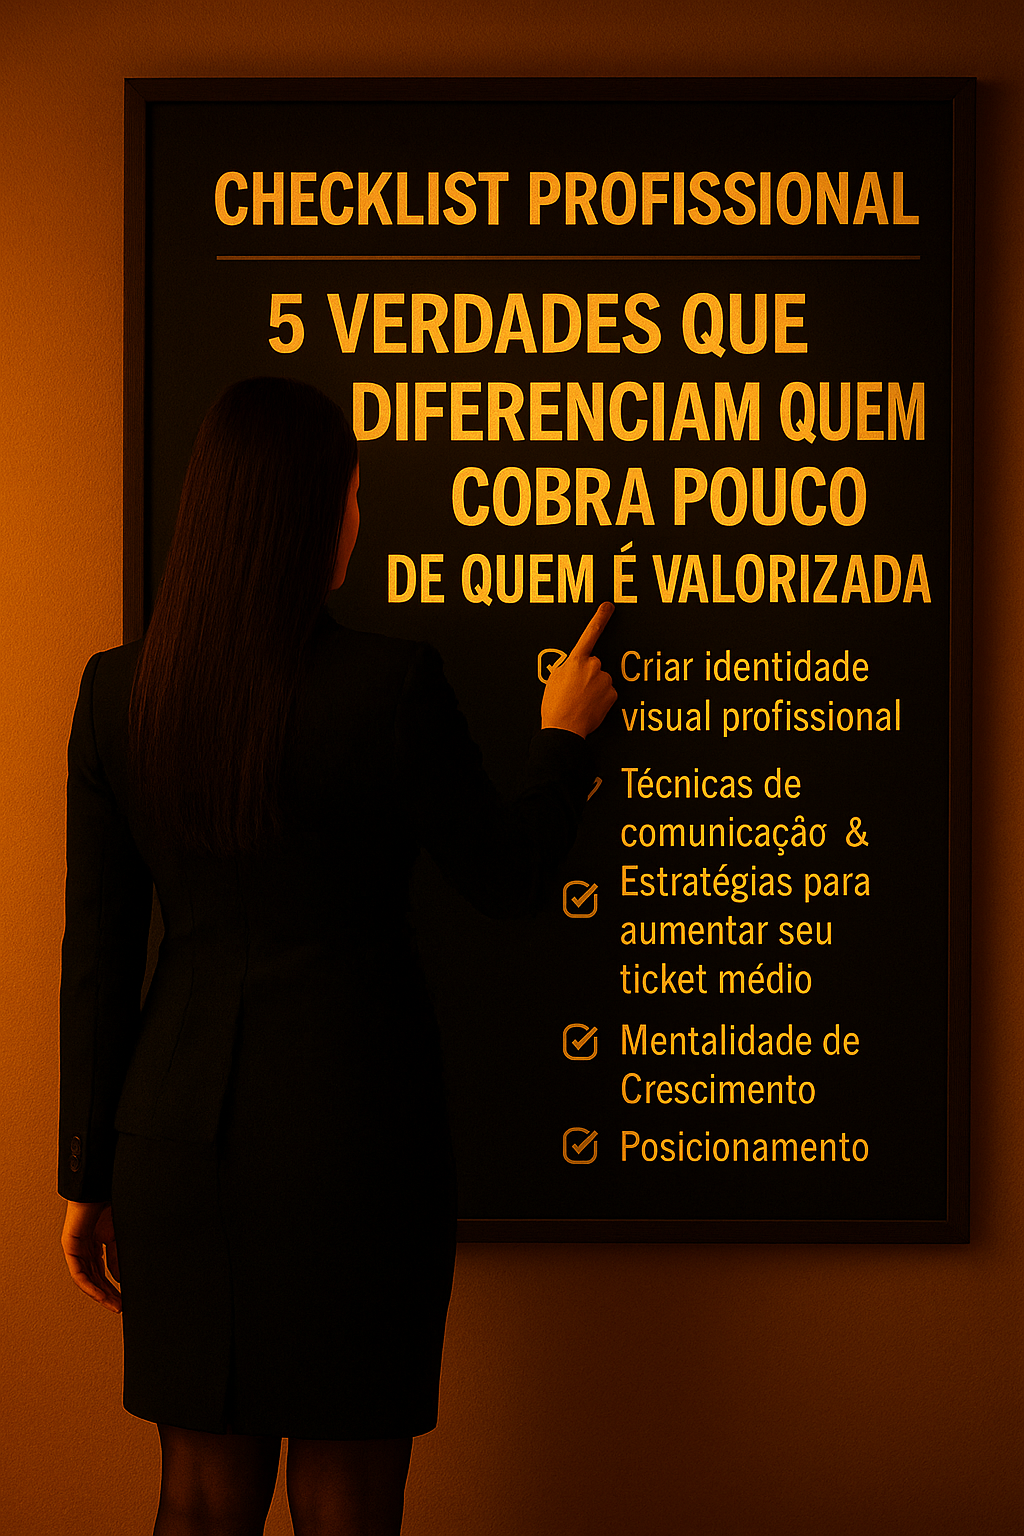 CHECKLIST PROFISSIONAL
5 VERDADES QUE
DIFERENCIAM QUEM
COBRA POUCO
DE QUEM É VALORIZADA
Criar identidade
visual profissional
Técnicas de
comunicaçâo &
Estratégias para
aumentar seu
ticket médio
Mentalidade de
Crescimento
Posicionamento